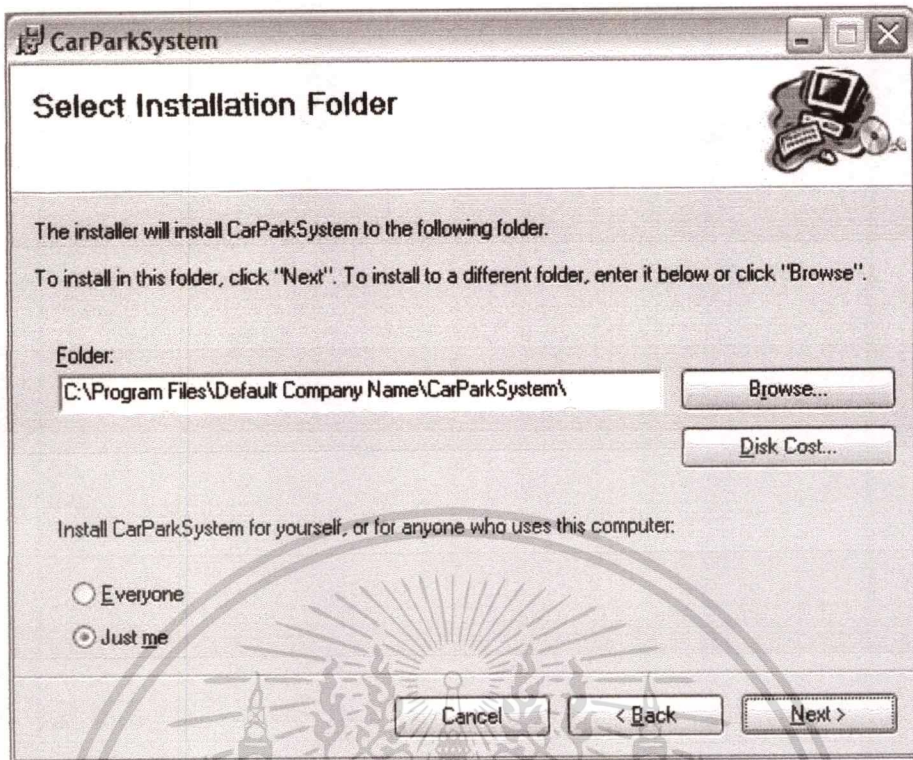 CarParkSystem
Select Installation Folder
The installer will install CarParkSystem to the following folder.
To install in this folder, click "Next". To install to a different folder, enter it below or click "Browse".
Folder:
C:\Program Files\Default Company Name\CarParkSystem\
Browse...
Disk Cost...
Install CarParkSystem for yourself, or for anyone who uses this computer:
Everyone
Just me
Cancel
< Back
Next >